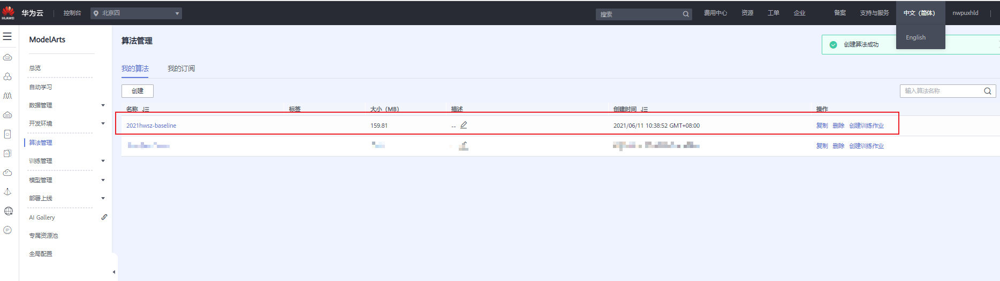 HUAWEI 华为云 控制台 北京四 搜索 费用中心 资源 工单 企业 备案 支持与服务 中文（简体） nwpuxhld
English
创建算法成功
ModelArts
总览
自动学习
数据管理
开发环境
算法管理
训练管理
模型管理
部署上线
AI Gallery
专属资源池
全局配置
IP
算法管理
我的算法 我的订阅
创建 输入算法名称
名称 标签 大小（MB） 描述 创建时间 操作
2021hwsz-baseline 159.81 -- 2021/06/11 10:38:52 GMT+08:00 复制 删除 创建训练作业
复制 删除 创建训练作业